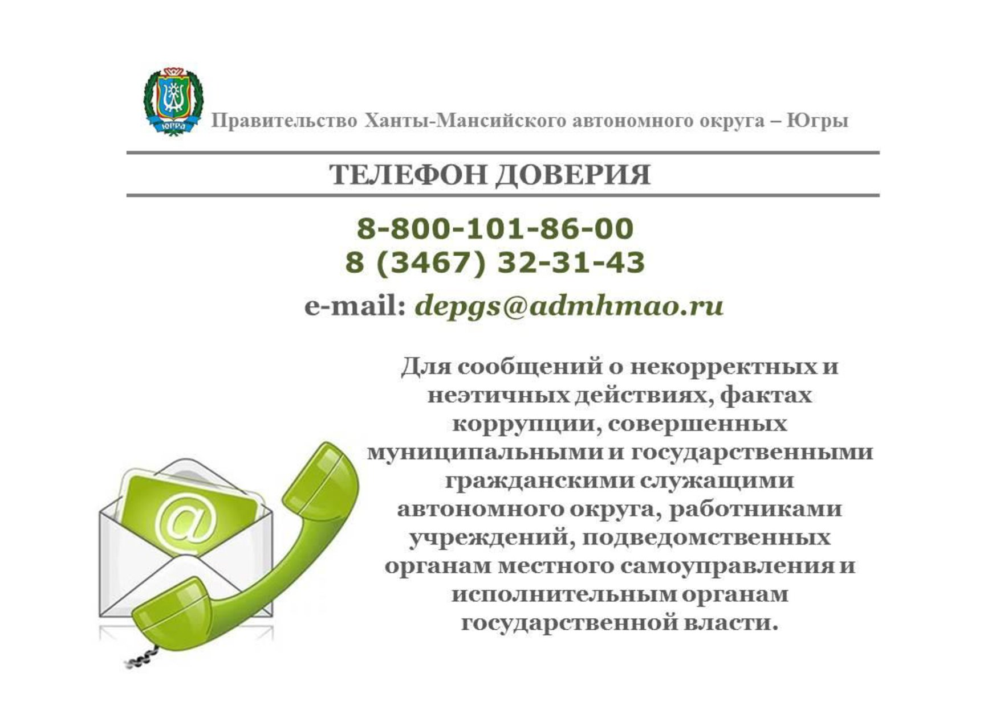 ЮГРА
Правительство Ханты-Мансийского автономного округа – Югры
ТЕЛЕФОН ДОВЕРИЯ
8-800-101-86-00
8 (3467) 32-31-43
e-mail: depgs@admhmao.ru
Для сообщений о некорректных и
неэтичных действиях, фактах
коррупции, совершенных
муниципальными и государственными
гражданскими служащими
автономного округа, работниками
учреждений, подведомственных
органам местного самоуправления и
исполнительным органам
государственной власти.
@